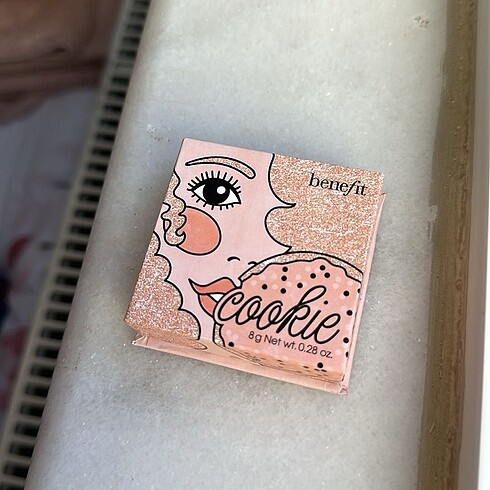 benefit
cookie
8g Net wt. 0.28 oz.